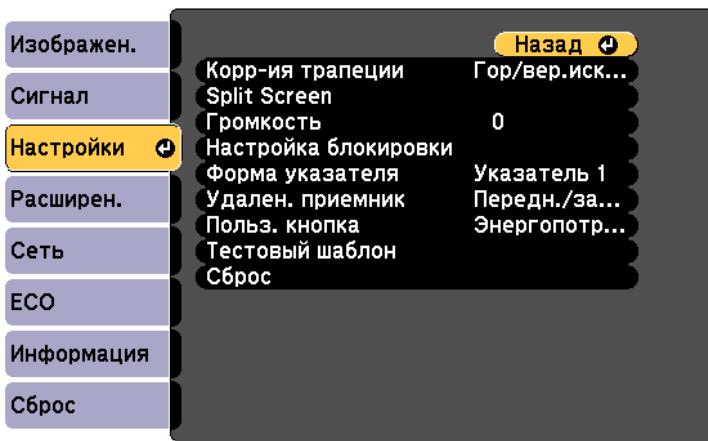 Изображен.
Сигнал
Настройки
Расширен.
Сеть
ECO
Информация
Сброс
Назад
Корр-ия трапеции Гор/вер.иск...
Split Screen
Громкость 0
Настройка блокировки
Форма указателя Указатель 1
Удален. приемник Передн./за...
Польз. кнопка Энергопотр...
Тестовый шаблон
Сброс